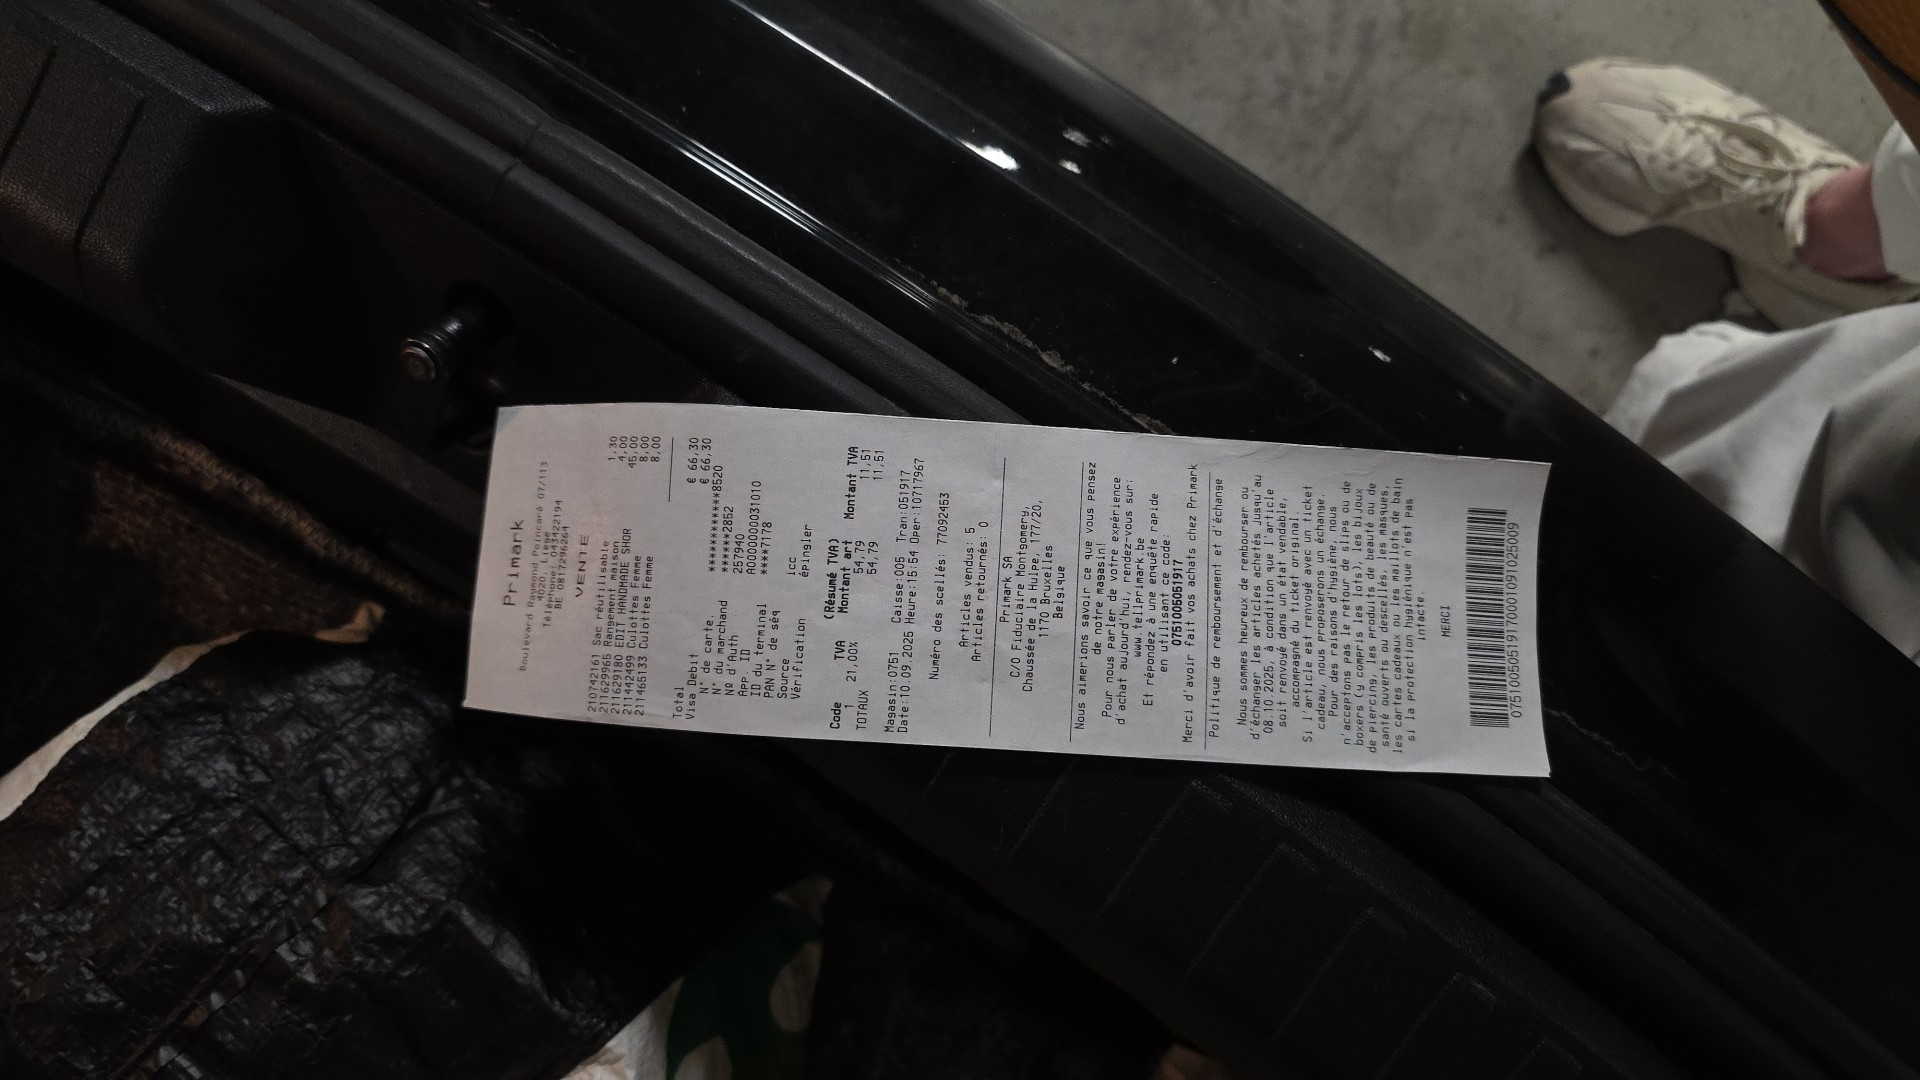 Primark
Boulevard Raymond Poincaré 07/113
4020, Liege
Téléphone: 043422194
BE 0817296264
VENTE
210742161 Sac réutilisable 1,30
211629965 Rangement maison 4,00
211629180 EDIT HANDMADE SHOR 45,00
211442499 Culottes Femme 8,00
211465133 Culottes Femme 8,00
Total € 66,30
Visa Debit € 66,30
N° de carte ************8520
N° du marchand ******2852
Nº d'Auth 257940
App. ID A0000000031010
ID du terminal ****7178
PAN N° de séq
Source icc
Vérification épingler
(Résumé TVA)
Code TVA Montant art Montant TVA
1 21,00% 54,79 11,51
TOTAUX 54,79 11,51
Magasin:0751 Caisse:005 Tran:051917
Date:10.09.2025 Heure:15:54 Oper:10717967
Numéro des scellés: 77092453
Articles vendus: 5
Articles retournés: 0
Primark SA
C/O Fiduciaire Montgomery,
Chaussée de la Hulpe, 177/20,
1170 Bruxelles
Belgique
Nous aimerions savoir ce que vous pensez
de notre magasin!
Pour nous parler de votre expérience
d'achat aujourd'hui, rendez-vous sur:
www.tellprimark.be
Et répondez à une enquête rapide
en utilisant ce code:
0751005051917
Merci d'avoir fait vos achats chez Primark
Politique de remboursement et d'échange
Nous sommes heureux de rembourser ou
d'échanger les articles achetés jusqu'au
08.10.2025, à condition que l'article
soit renvoyé dans un état vendable,
accompagné du ticket original.
Si l'article est renvoyé avec un ticket
cadeau, nous proposerons un échange.
Pour des raisons d'hygiène, nous
n'acceptons pas le retour de slips ou de
boxers (y compris les lots), les bijoux
de piercing, les produits de beauté ou de
santé ouverts ou descellés, les masques,
les cartes cadeaux ou les maillots de bain
si la protection hygiénique n'est pas
intacte.
MERCI
0751005051917000109102025009